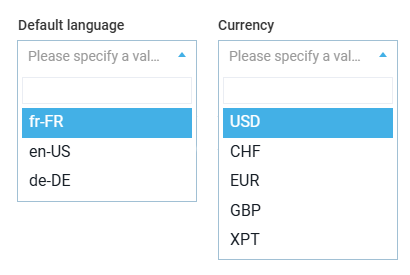 Default language
Please specify a val...
fr-FR
en-US
de-DE
Currency
Please specify a val...
USD
CHF
EUR
GBP
XPT